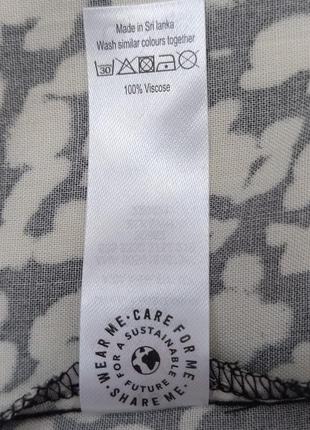 Made in Sri lanka
Wash similar colours together
30
100% Viscose
WEAR ME · CARE FOR ME · SHARE ME ·
FOR A SUSTAINABLE FUTURE